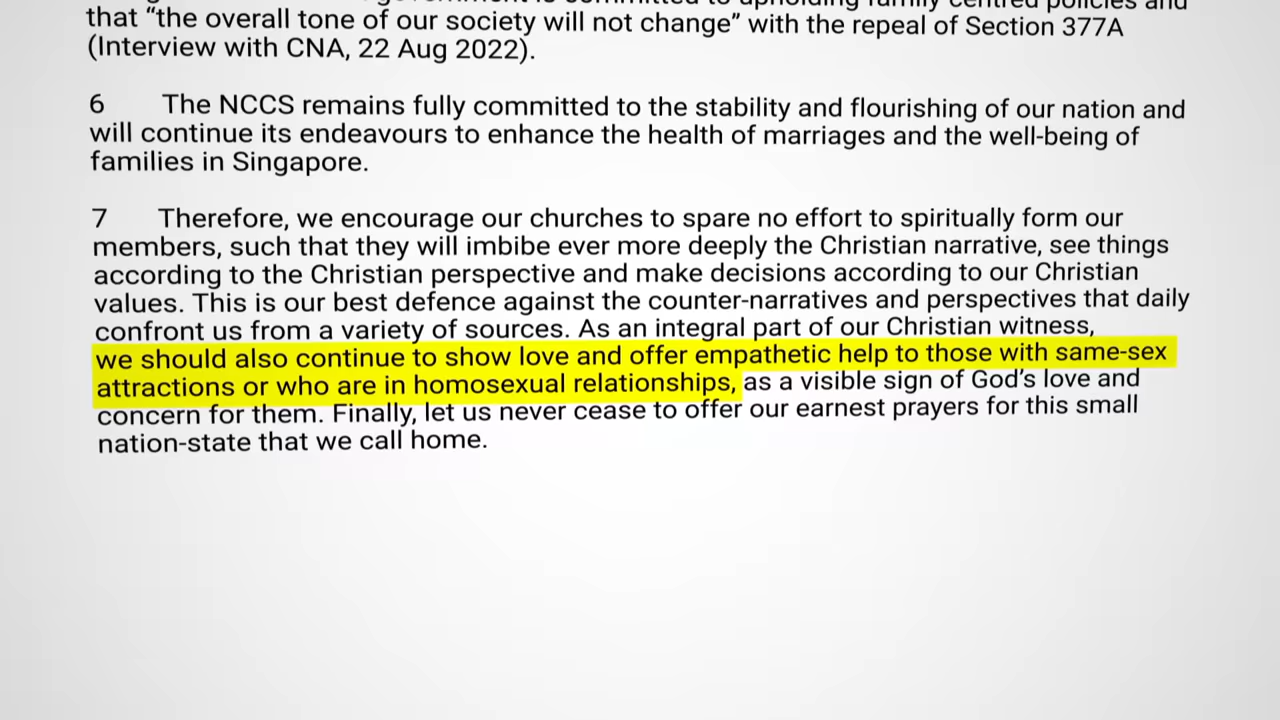 that “the overall tone of our society will not change” with the repeal of Section 377A
(Interview with CNA, 22 Aug 2022).
6 The NCCS remains fully committed to the stability and flourishing of our nation and
will continue its endeavours to enhance the health of marriages and the well-being of
families in Singapore.
7 Therefore, we encourage our churches to spare no effort to spiritually form our
members, such that they will imbibe ever more deeply the Christian narrative, see things
according to the Christian perspective and make decisions according to our Christian
values. This is our best defence against the counter-narratives and perspectives that daily
confront us from a variety of sources. As an integral part of our Christian witness,
we should also continue to show love and offer empathetic help to those with same-sex
attractions or who are in homosexual relationships, as a visible sign of God’s love and
concern for them. Finally, let us never cease to offer our earnest prayers for this small
nation-state that we call home.